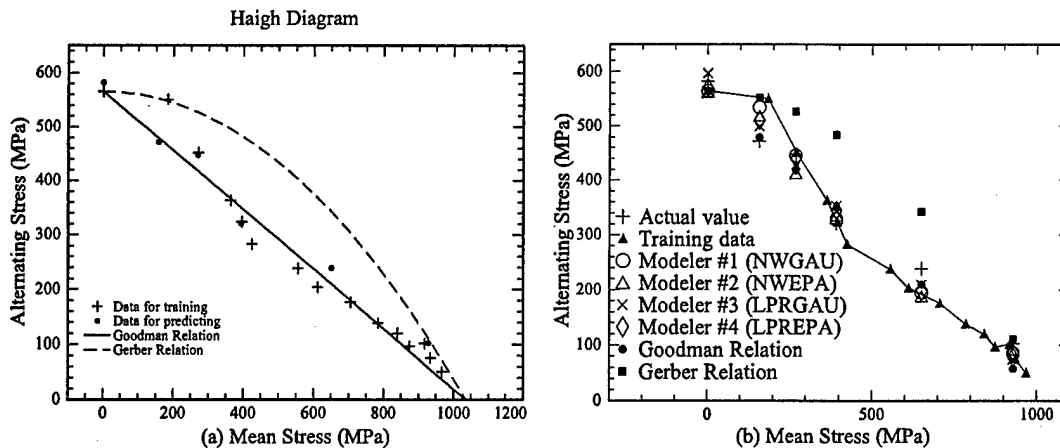 Haigh Diagram
Alternating Stress (MPa)
600
500
400
300
200
100
0
+ Data for training
Data for predicting
Goodman Relation
Gerber Relation
0 200 400 600 800 1000 1200
(a) Mean Stress (MPa)
Alternating Stress (MPa)
600
500
400
300
200
100
0
Actual value
Training data
Modeler #1 (NWGAU)
Modeler #2 (NWEPA)
Modeler #3 (LPRGAU)
Modeler #4 (LPREPA)
Goodman Relation
Gerber Relation
0 500 1000
(b) Mean Stress (MPa)